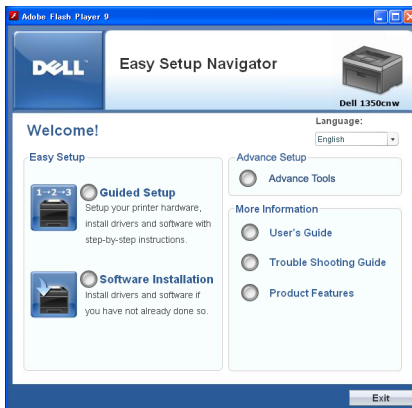 Adobe Flash Player 9
DELL™
Easy Setup Navigator
Dell 1350cnw
Welcome!
Language:
English
Easy Setup
1→2→3
Guided Setup
Setup your printer hardware,
install drivers and software with
step-by-step instructions.
Software Installation
Install drivers and software if
you have not already done so.
Advance Setup
Advance Tools
More Information
User's Guide
Trouble Shooting Guide
Product Features
Exit